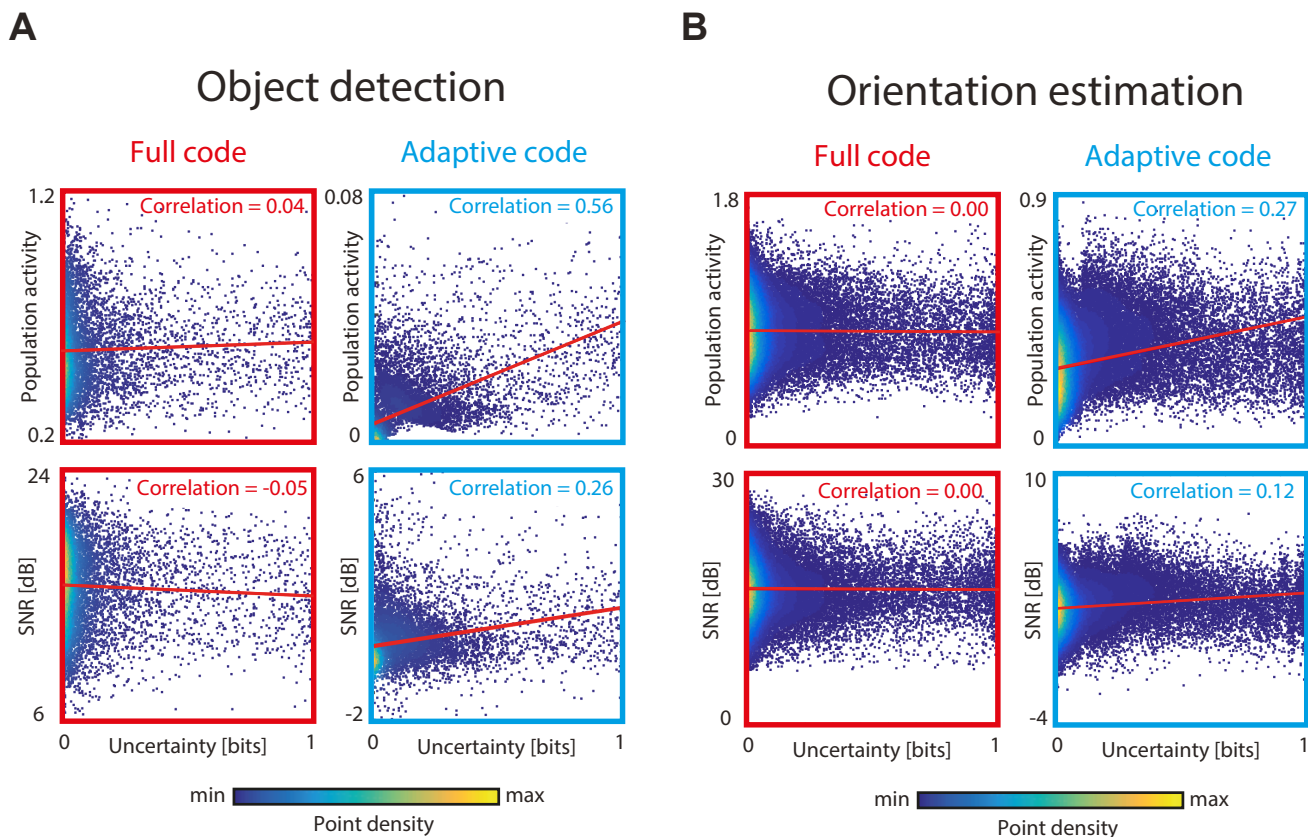 A
Object detection
Full code
Adaptive code
1.2
Population activity
0.2
Correlation = 0.04
0.08
Population activity
0
Correlation = 0.56
24
SNR [dB]
6
Correlation = -0.05
0
Uncertainty [bits]
1
6
SNR [dB]
-2
Correlation = 0.26
0
Uncertainty [bits]
1
min
max
Point density
B
Orientation estimation
Full code
Adaptive code
1.8
Population activity
0
Correlation = 0.00
0.9
Population activity
0
Correlation = 0.27
30
SNR [dB]
0
Correlation = 0.00
0
Uncertainty [bits]
1
10
SNR [dB]
-4
Correlation = 0.12
0
Uncertainty [bits]
1
min
max
Point density